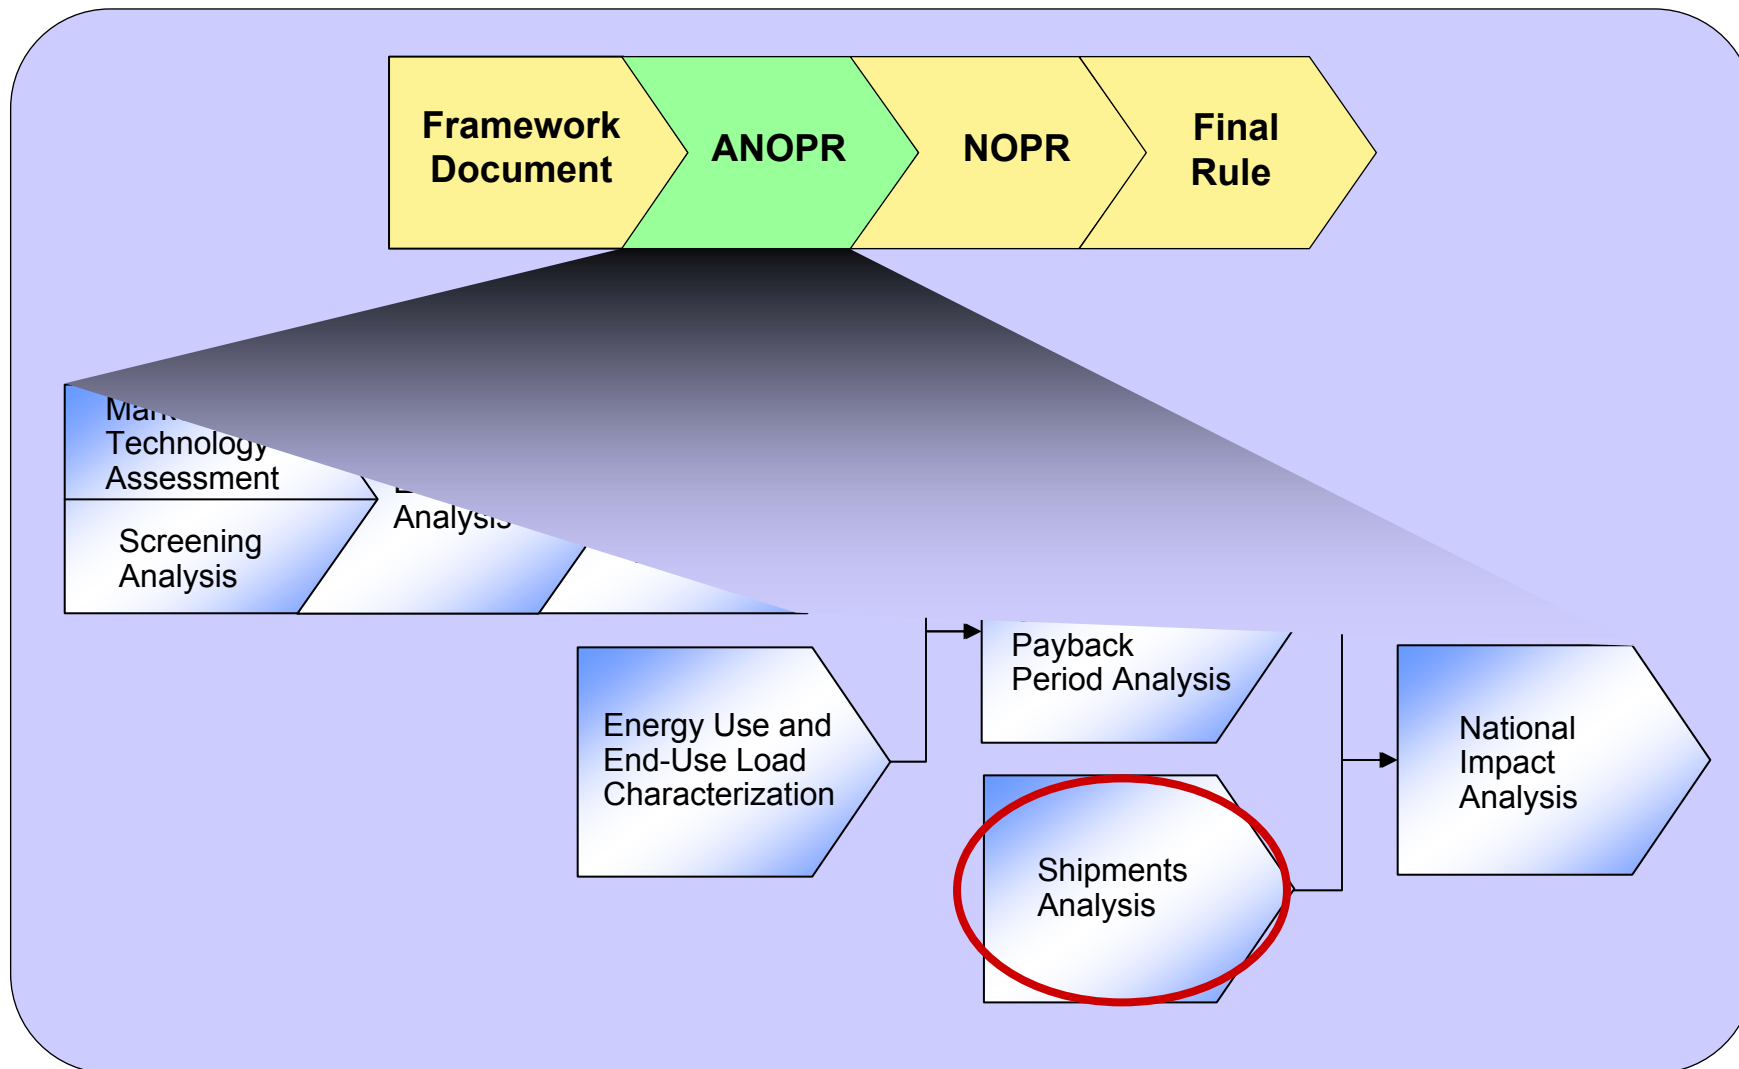 Framework
Document
ANOPR
NOPR
Final
Rule
Technology
Assessment
Screening
Analysis
Analysis
Energy Use and
End-Use Load
Characterization
Payback
Period Analysis
Shipments
Analysis
National
Impact
Analysis